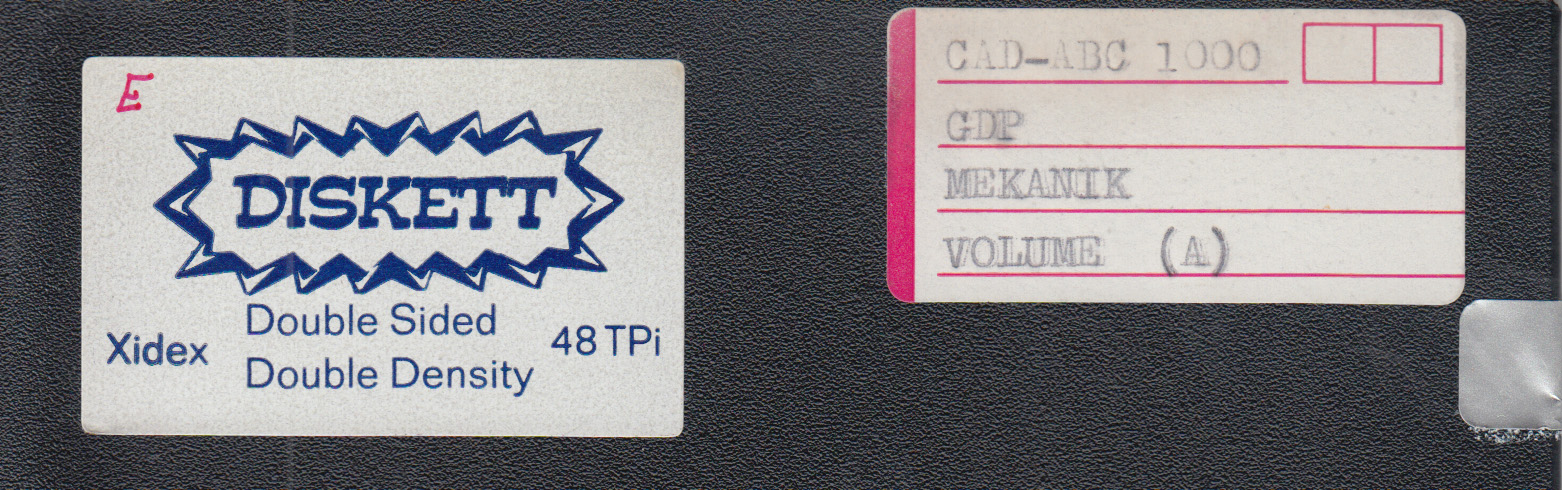 E
DISKETT
Xidex
Double Sided
Double Density
48 TPi
CAD-ABC 1000
GDP
MEKANIK
VOLUME (A)